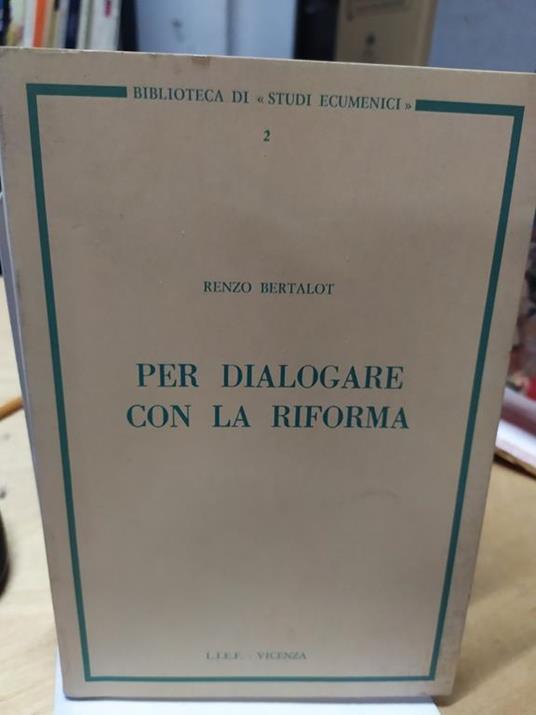 BIBLIOTECA DI « STUDI ECUMENICI »
2
RENZO BERTALOT
PER DIALOGARE
CON LA RIFORMA
L.I.E.F. - VICENZA